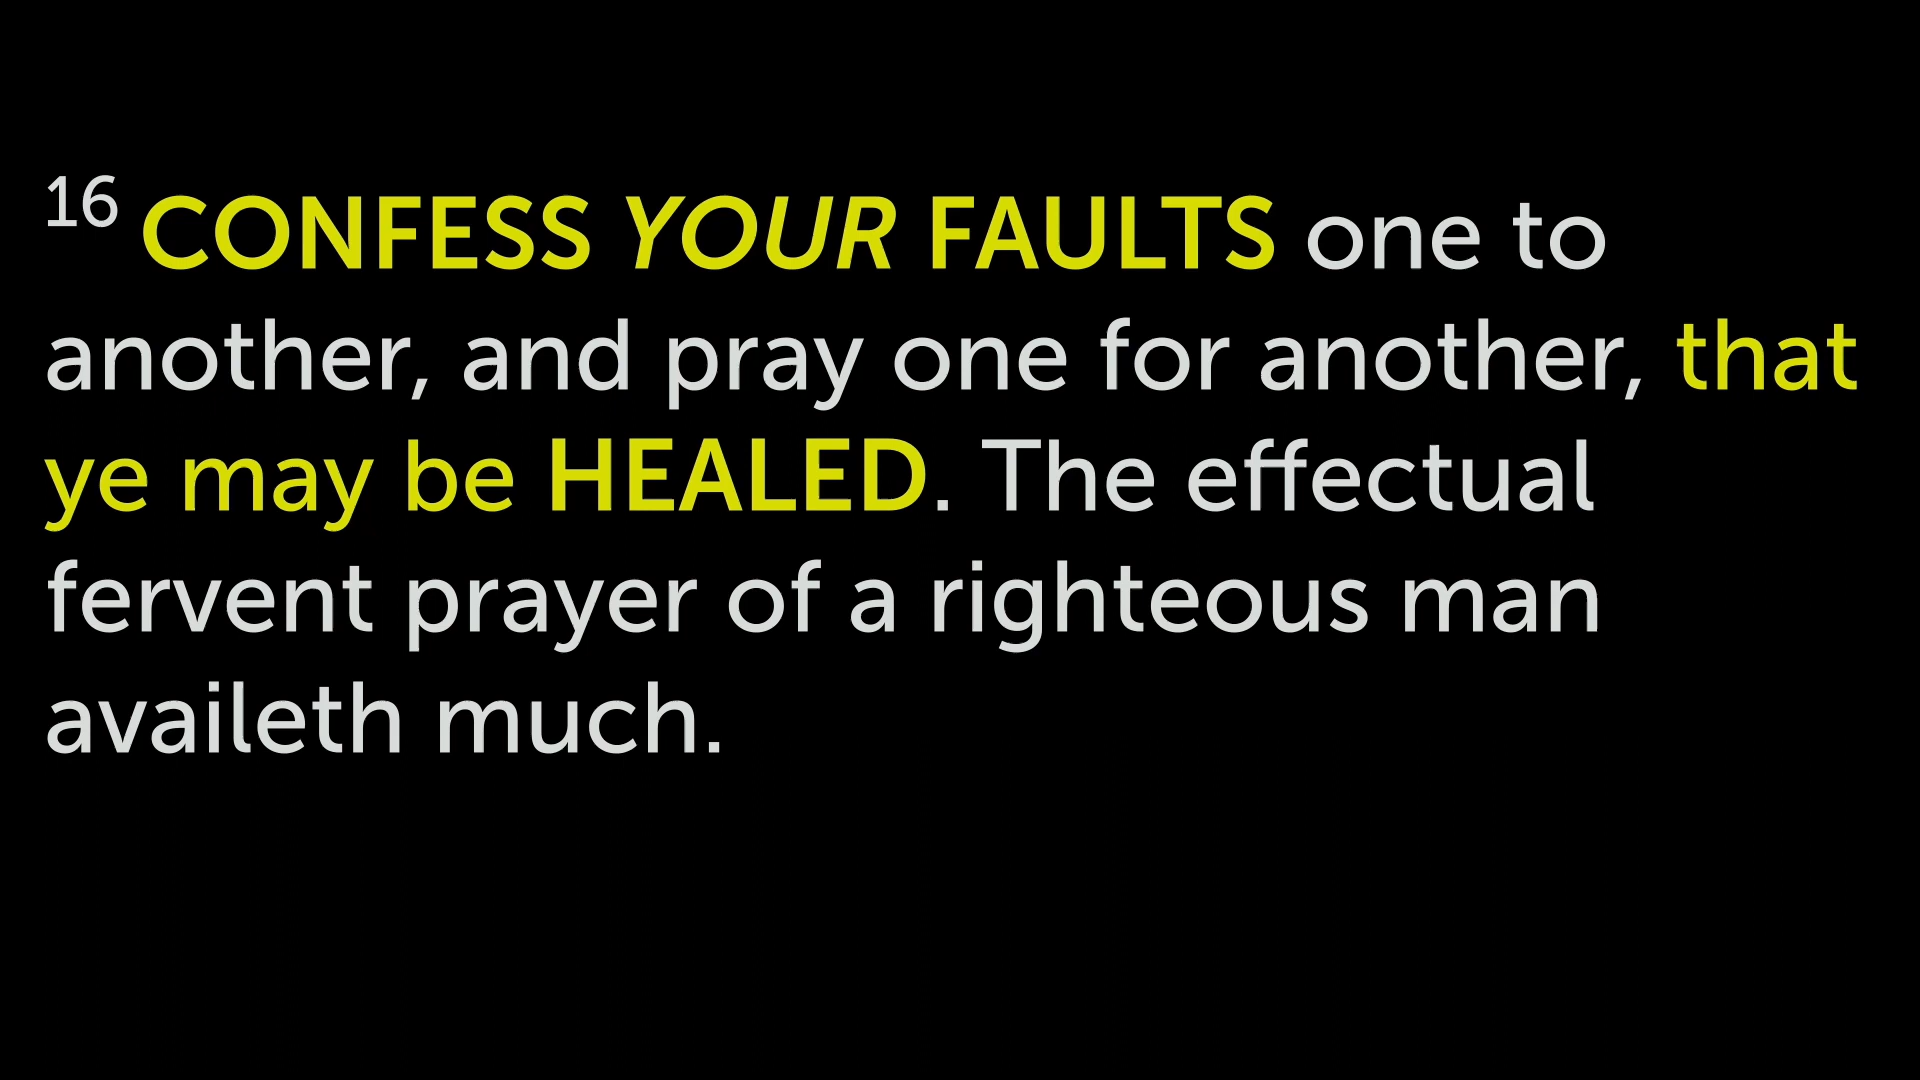 16 CONFESS YOUR FAULTS one to
another, and pray one for another, that
ye may be HEALED. The effectual
fervent prayer of a righteous man
availeth much.